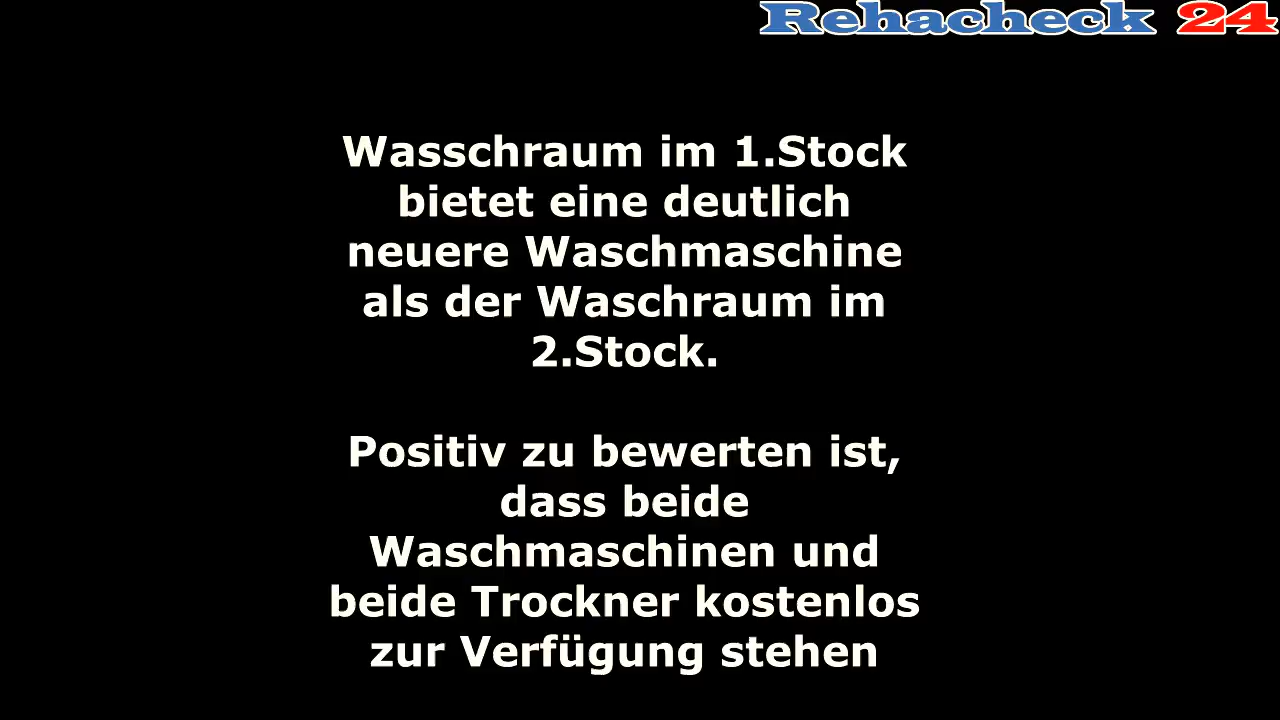 Rehacheck 24
Wasschraum im 1.Stock
bietet eine deutlich
neuere Waschmaschine
als der Waschraum im
2.Stock.
Positiv zu bewerten ist,
dass beide
Waschmaschinen und
beide Trockner kostenlos
zur Verfügung stehen